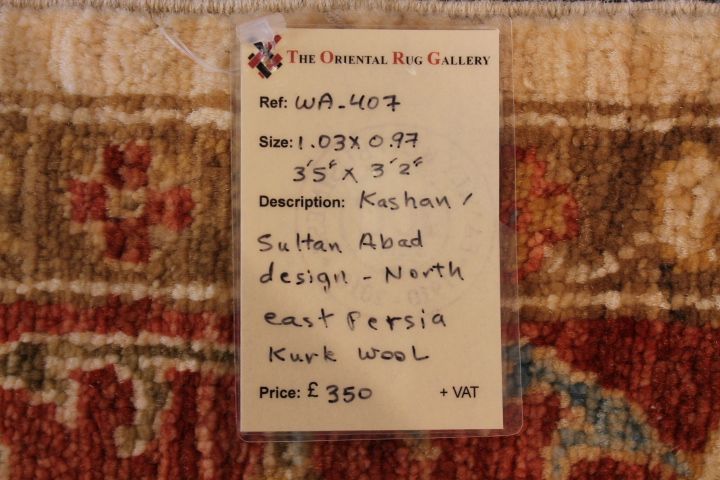 THE ORIENTAL RUG GALLERY
Ref: WA-407
Size: 1.03 x 0.97
3'5" x 3'2"
Description: Kashan /
Sultan Abad
design - North
east Persia
Kurk Wool
Price: £ 350 + VAT